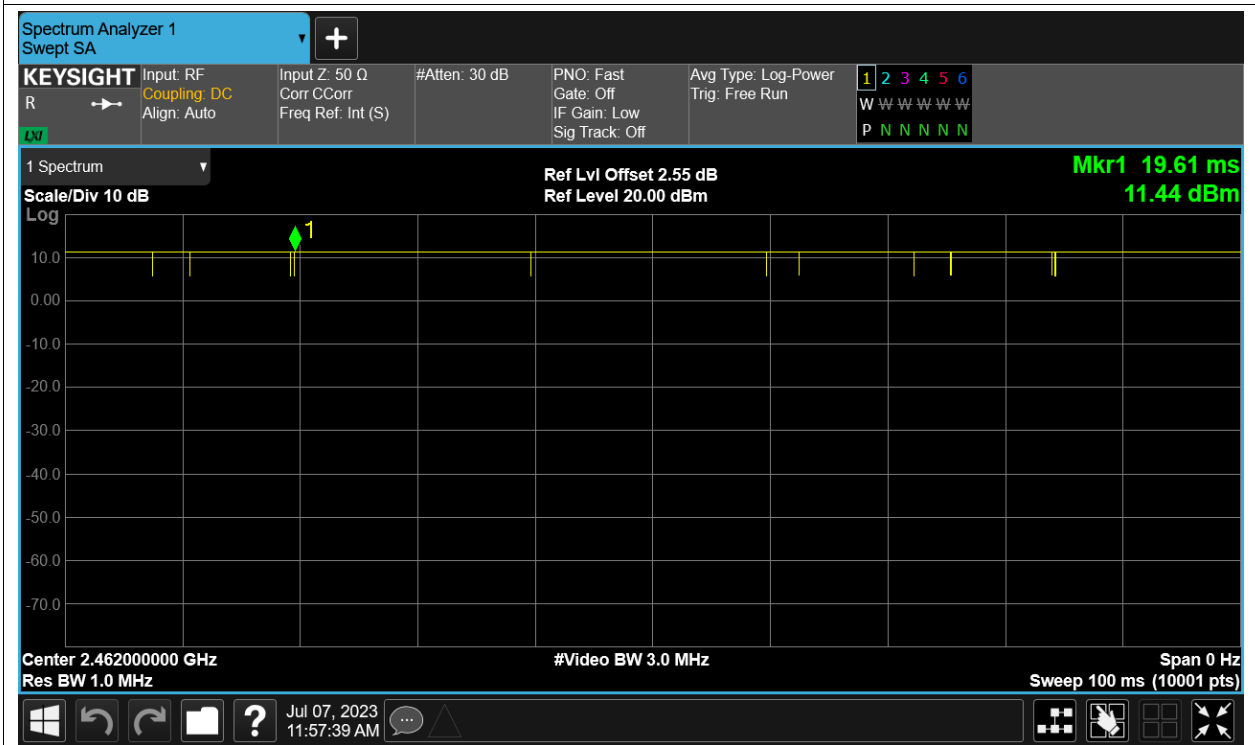 Spectrum Analyzer 1
Swept SA
KEYSIGHT
R
LXI
Input: RF
Coupling: DC
Align: Auto
Input Z: 50 Ω
Corr CCorr
Freq Ref: Int (S)
#Atten: 30 dB
PNO: Fast
Gate: Off
IF Gain: Low
Sig Track: Off
Avg Type: Log-Power
Trig: Free Run
1 2 3 4 5 6
W W W W W W
P N N N N N
1 Spectrum
Scale/Div 10 dB
Log
Ref Lvl Offset 2.55 dB
Ref Level 20.00 dBm
Mkr1 19.61 ms
11.44 dBm
1
10.0
0.00
-10.0
-20.0
-30.0
-40.0
-50.0
-60.0
-70.0
Center 2.462000000 GHz
Res BW 1.0 MHz
#Video BW 3.0 MHz
Span 0 Hz
Sweep 100 ms (10001 pts)
?
Jul 07, 2023
11:57:39 AM